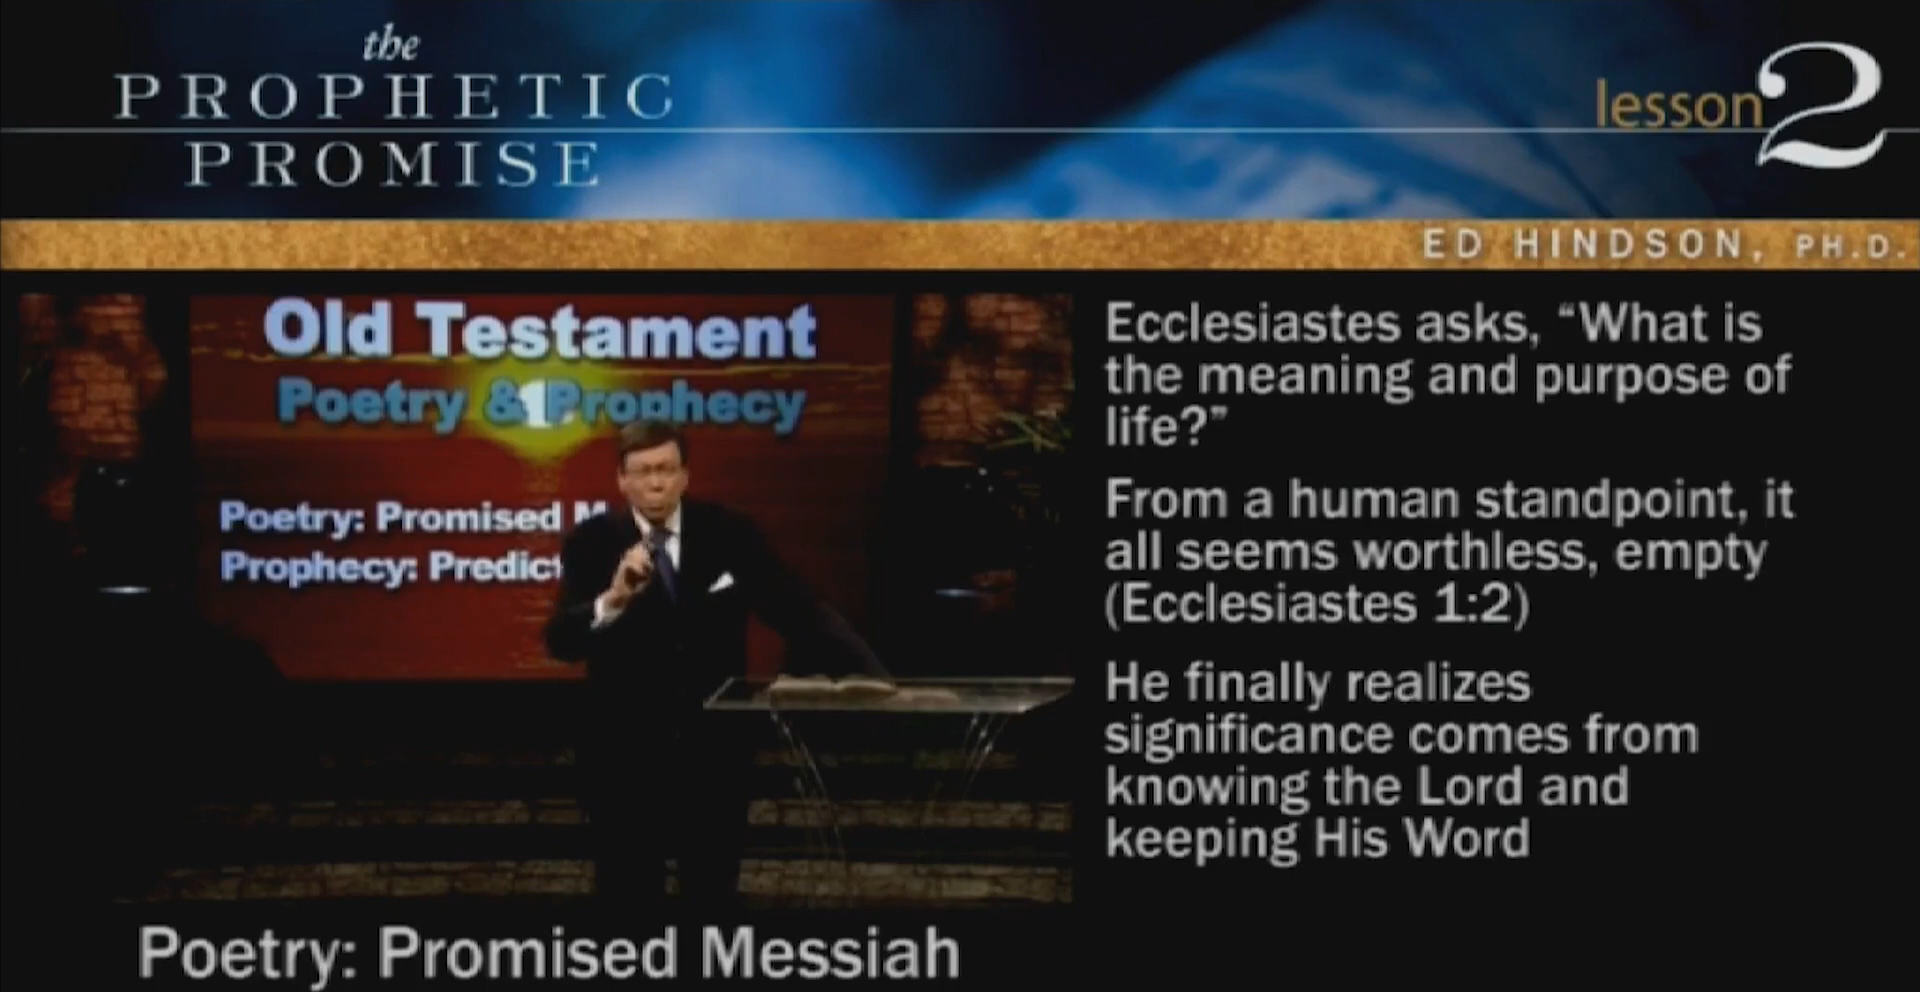 the
PROPHETIC
PROMISE
lesson 2
ED HINDSON, PH.D.
Old Testament
Poetry & Prophecy
Poetry: Promised
Prophecy:
Ecclesiastes asks, “What is
the meaning and purpose of
life?”
From a human standpoint, it
all seems worthless, empty
(Ecclesiastes 1:2)
He finally realizes
significance comes from
knowing the Lord and
keeping His Word
Poetry: Promised Messiah